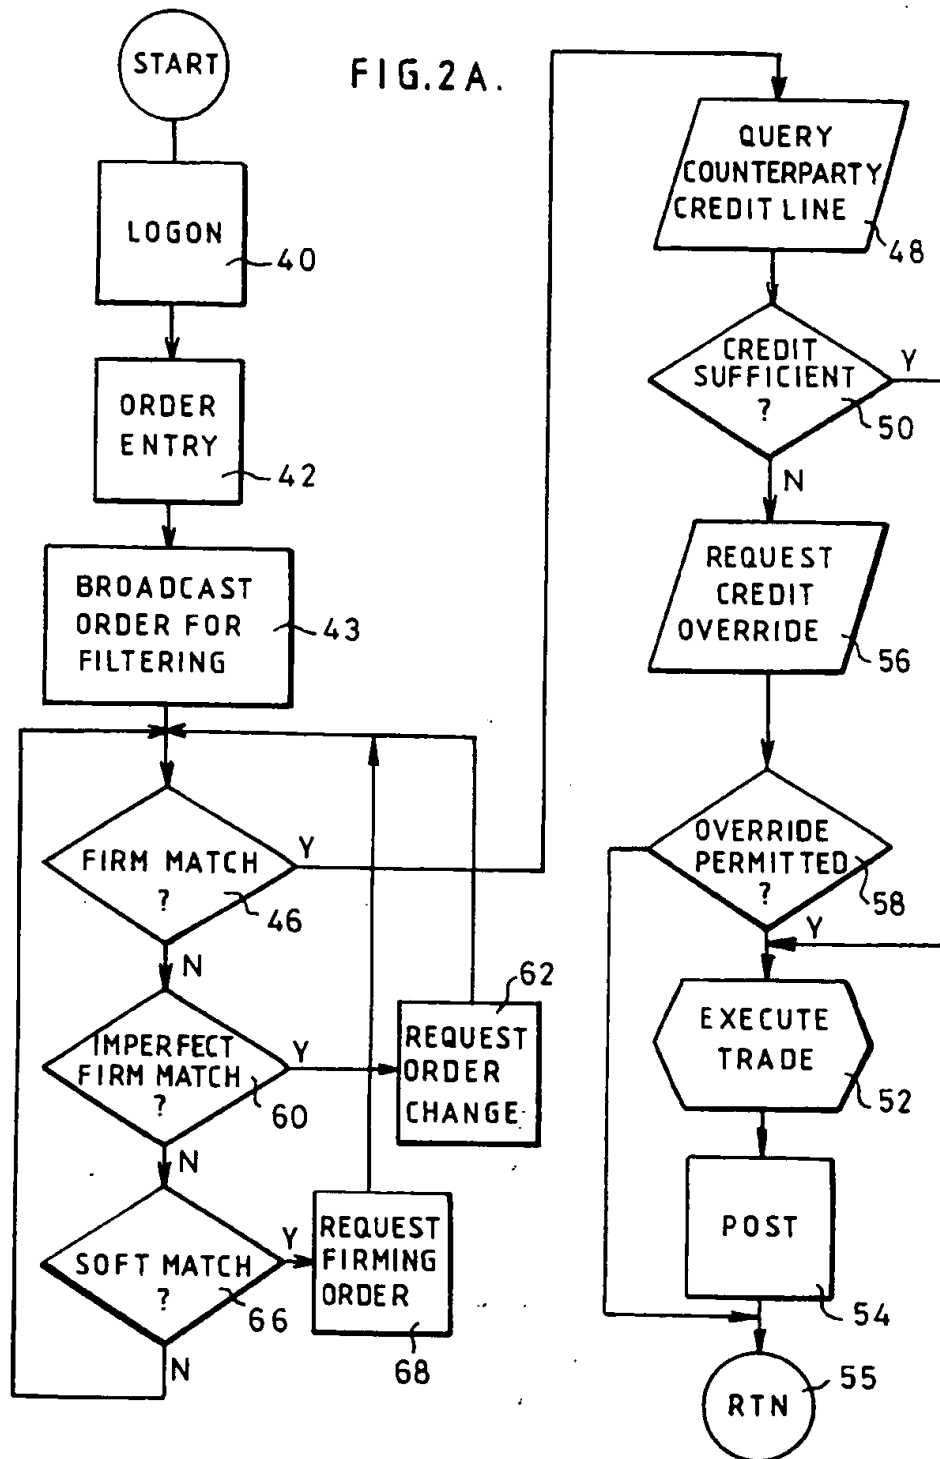 START
FIG.2A.
LOGON
40
ORDER
ENTRY
42
BROADCAST
ORDER FOR
FILTERING
43
FIRM MATCH
?
46
Y
N
IMPERFECT
FIRM MATCH
?
60
Y
N
62
REQUEST
ORDER
CHANGE
SOFT MATCH
?
66
Y
N
REQUEST
FIRMING
ORDER
68
QUERY
COUNTERPARTY
CREDIT LINE
48
CREDIT
SUFFICIENT
?
50
Y
N
REQUEST
CREDIT
OVERRIDE
56
OVERRIDE
PERMITTED
?
58
Y
EXECUTE
TRADE
52
POST
54
RTN
55